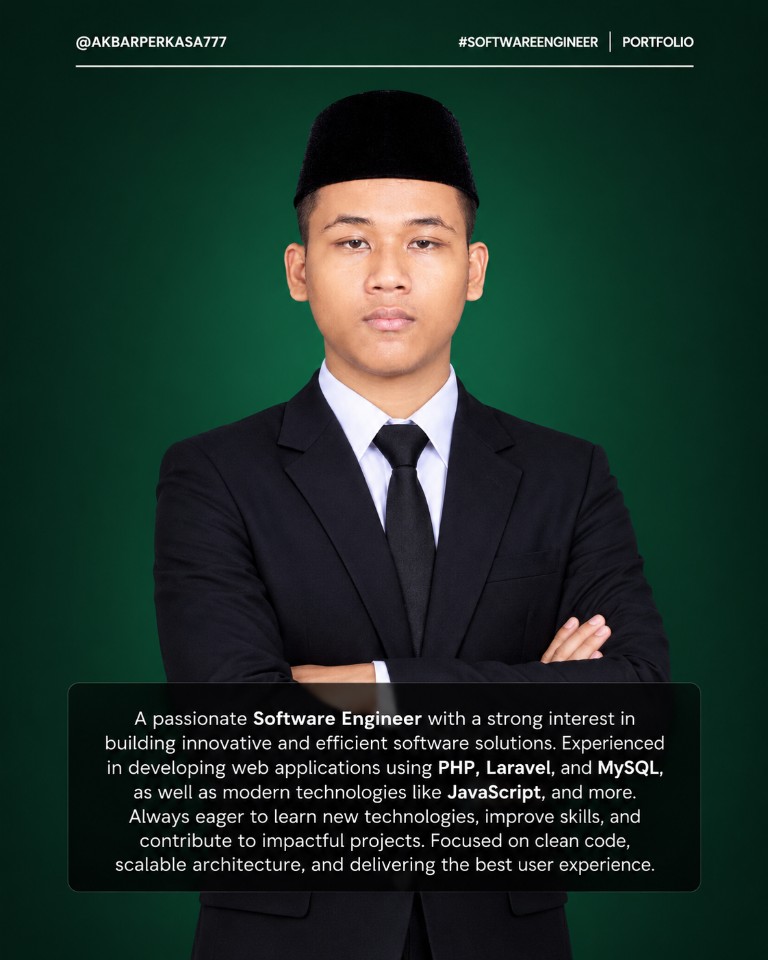 @AKBARPERKASA777
#SOFTWAREENGINEER | PORTFOLIO
A passionate Software Engineer with a strong interest in
building innovative and efficient software solutions. Experienced
in developing web applications using PHP, Laravel, and MySQL,
as well as modern technologies like JavaScript, and more.
Always eager to learn new technologies, improve skills, and
contribute to impactful projects. Focused on clean code,
scalable architecture, and delivering the best user experience.